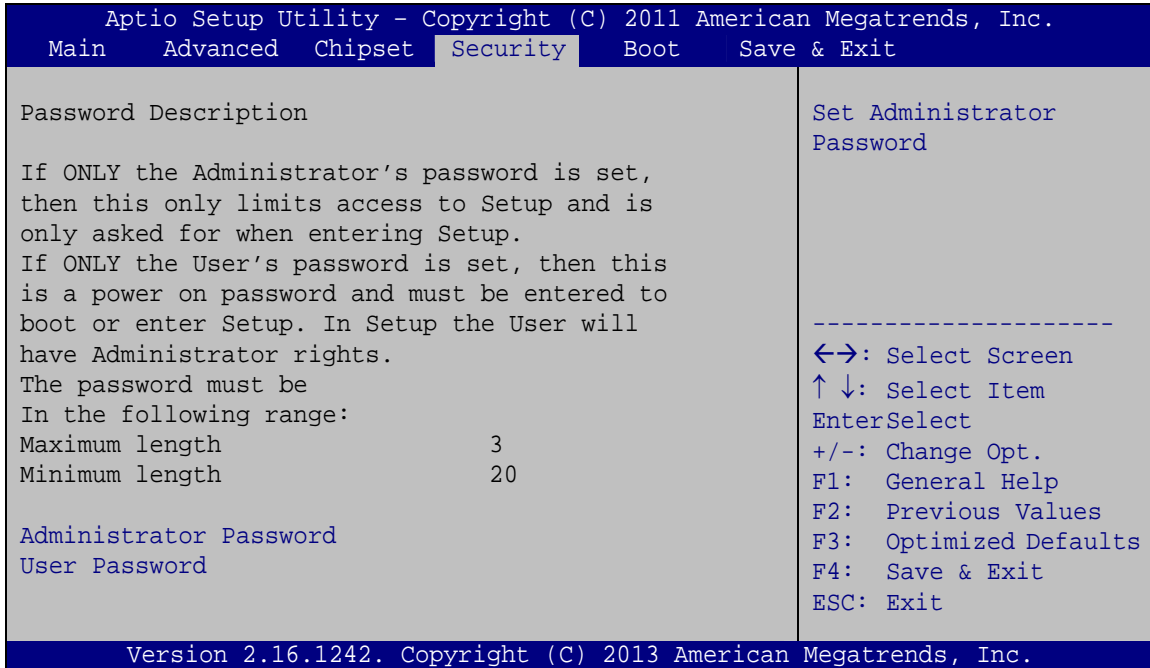 Aptio Setup Utility – Copyright (C) 2011 American Megatrends, Inc.
Main Advanced Chipset Security Boot Save & Exit
Password Description
If ONLY the Administrator’s password is set,
then this only limits access to Setup and is
only asked for when entering Setup.
If ONLY the User’s password is set, then this
is a power on password and must be entered to
boot or enter Setup. In Setup the User will
have Administrator rights.
The password must be
In the following range:
Maximum length 3
Minimum length 20
Administrator Password
User Password
Set Administrator
Password
---------------------
←→: Select Screen
↑ ↓: Select Item
EnterSelect
+/-: Change Opt.
F1: General Help
F2: Previous Values
F3: Optimized Defaults
F4: Save & Exit
ESC: Exit
Version 2.16.1242. Copyright (C) 2013 American Megatrends, Inc.